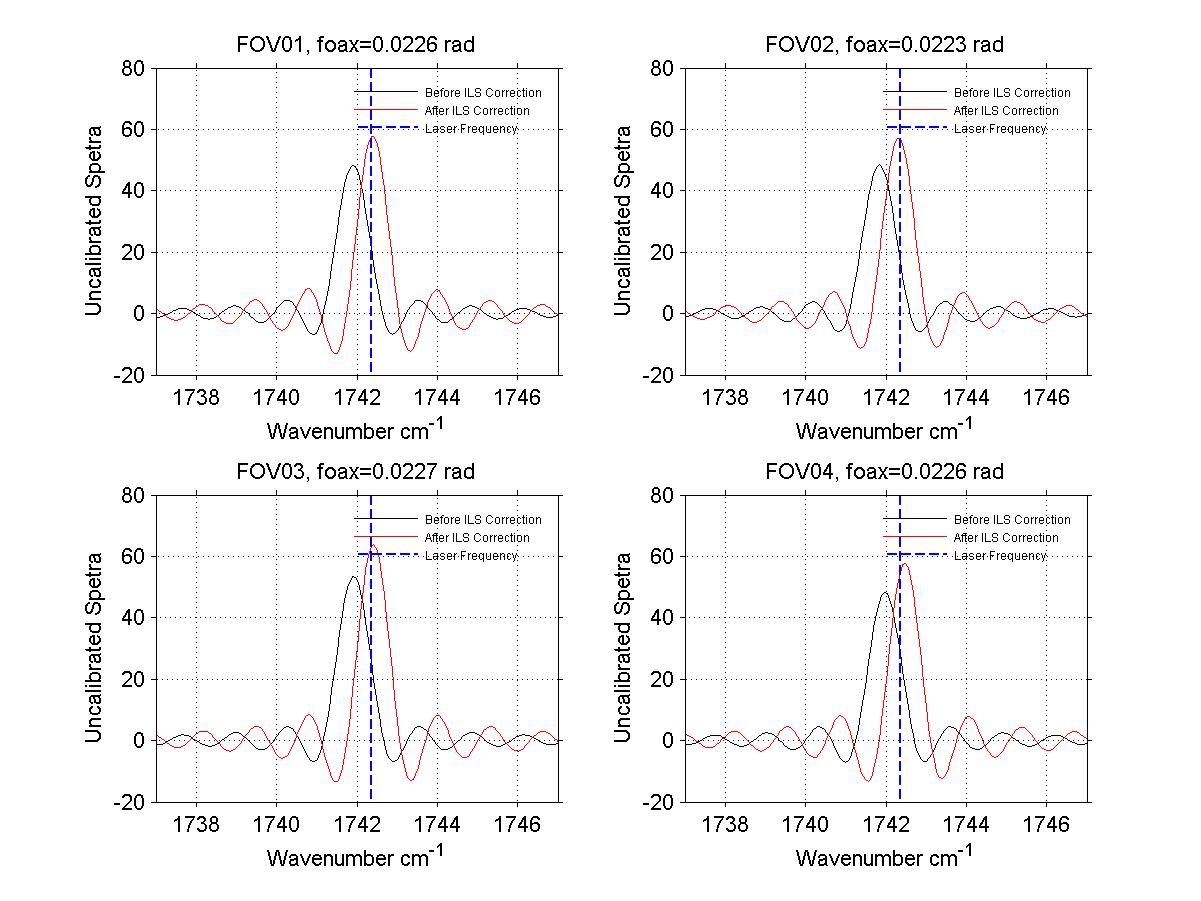 FOV01, foax=0.0226 rad
80
60
40
20
0
-20
Uncalibrated Spetra
Before ILS Correction
After ILS Correction
Laser Frequency
1738 1740 1742 1744 1746
Wavenumber cm-1
FOV02, foax=0.0223 rad
80
60
40
20
0
-20
Uncalibrated Spetra
Before ILS Correction
After ILS Correction
Laser Frequency
1738 1740 1742 1744 1746
Wavenumber cm-1
FOV03, foax=0.0227 rad
80
60
40
20
0
-20
Uncalibrated Spetra
Before ILS Correction
After ILS Correction
Laser Frequency
1738 1740 1742 1744 1746
Wavenumber cm-1
FOV04, foax=0.0226 rad
80
60
40
20
0
-20
Uncalibrated Spetra
Before ILS Correction
After ILS Correction
Laser Frequency
1738 1740 1742 1744 1746
Wavenumber cm-1